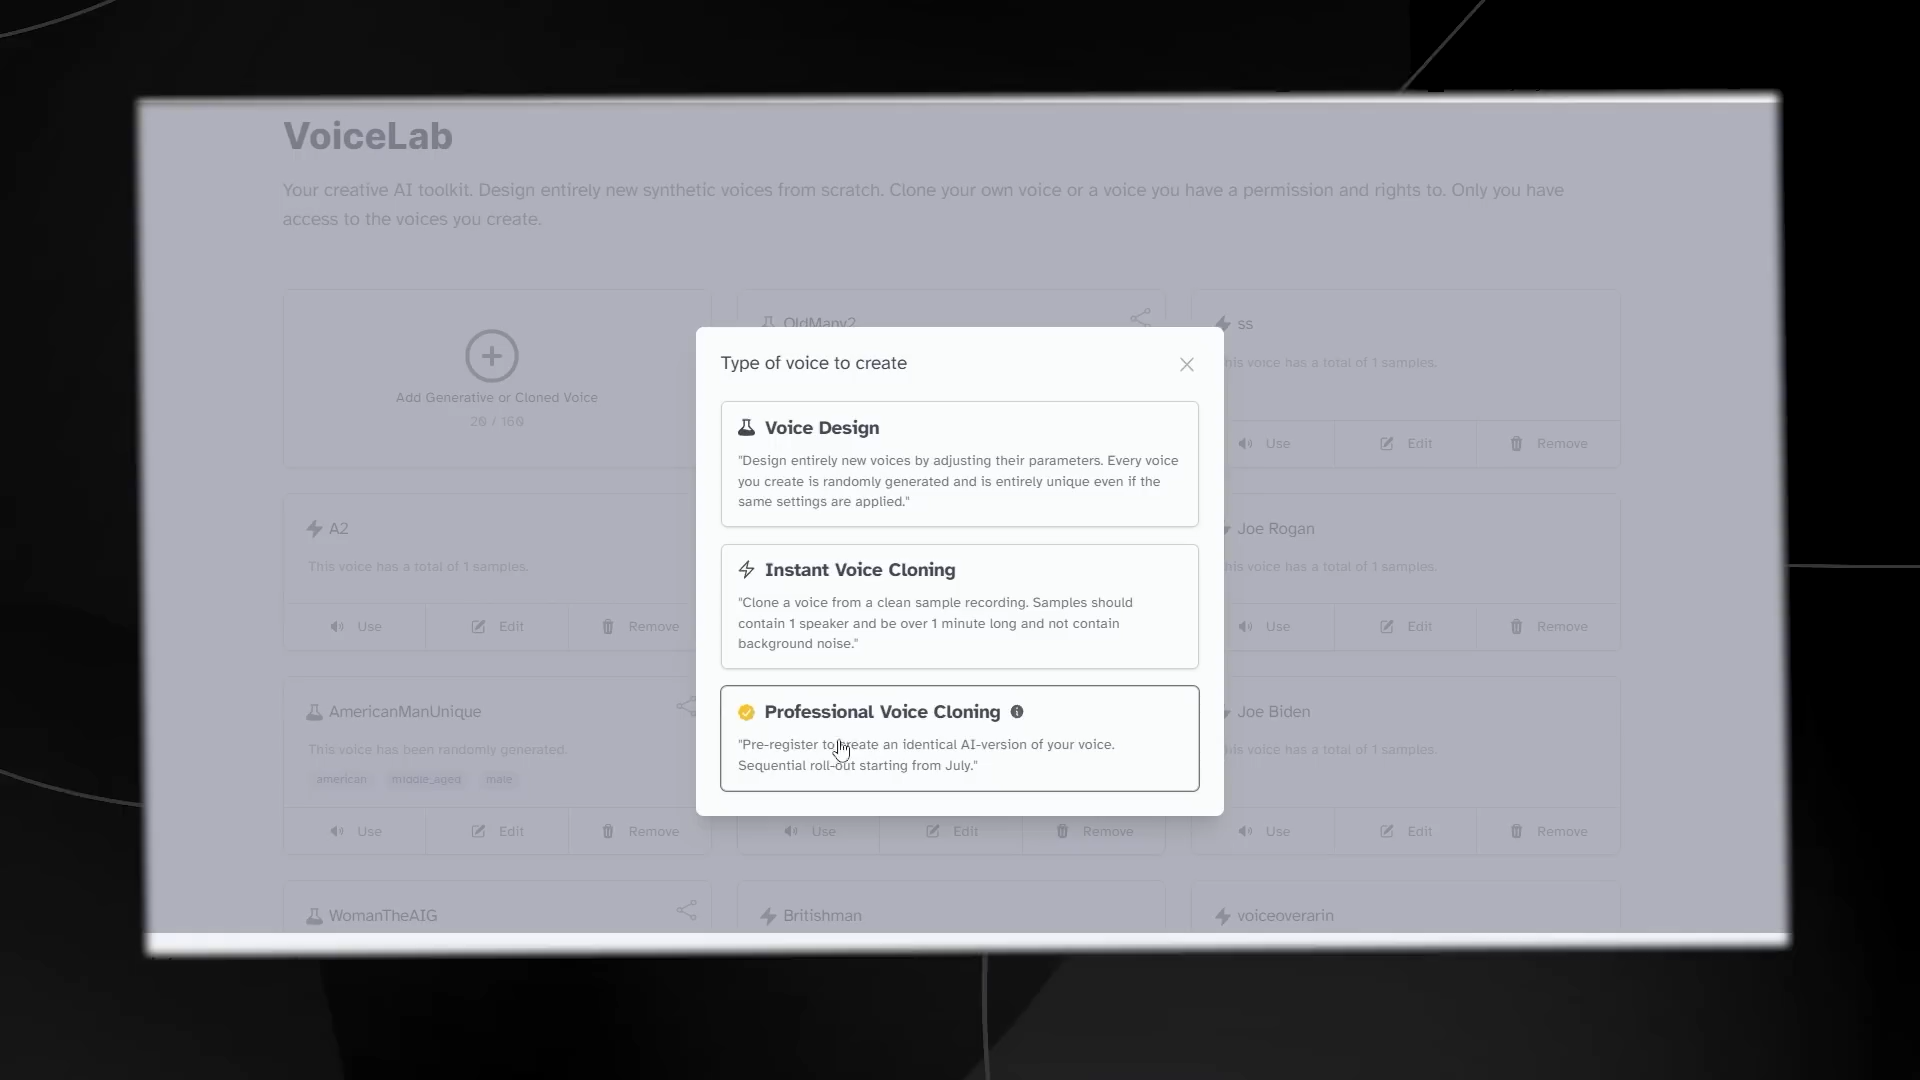 VoiceLab
Your creative AI toolkit. Design entirely new synthetic voices from scratch. Clone your own voice or a voice you have a permission and rights to. Only you have
access to the voices you create.
Add Generative or Cloned Voice
20 / 160
OldMany2
ss
This voice has a total of 1 samples.
Use
Edit
Remove
Type of voice to create
Voice Design
"Design entirely new voices by adjusting their parameters. Every voice
you create is randomly generated and is entirely unique even if the
same settings are applied."
Instant Voice Cloning
"Clone a voice from a clean sample recording. Samples should
contain 1 speaker and be over 1 minute long and not contain
background noise."
Professional Voice Cloning
"Pre-register to create an identical AI-version of your voice.
Sequential roll-out starting from July."
A2
This voice has a total of 1 samples.
Use
Edit
Remove
Joe Rogan
voice has a total of 1 samples.
Use
Edit
Remove
AmericanManUnique
This voice has been randomly generated.
american
middle_aged
male
Use
Edit
Remove
Use
Edit
Remove
Joe Biden
voice has a total of 1 samples.
Use
Edit
Remove
WomanTheAIG
Britishman
voiceoverarin